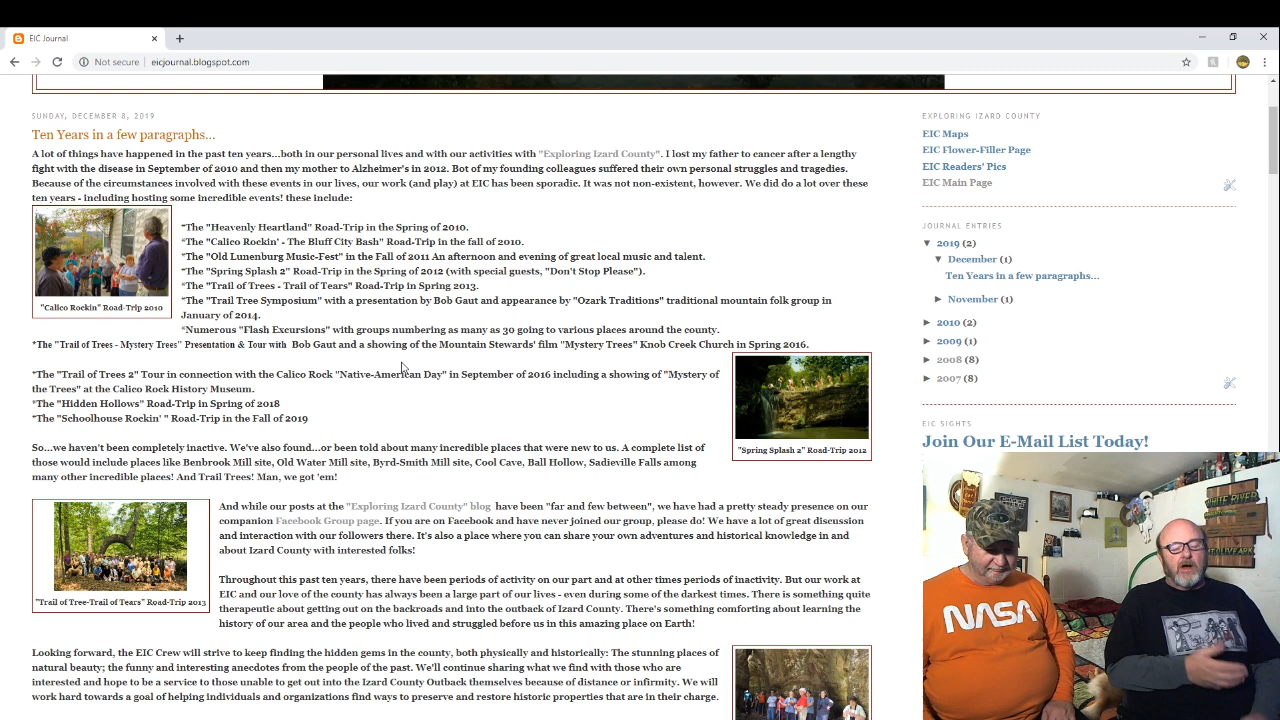 EIC Journal
Not secure | eicjournal.blogspot.com
SUNDAY, DECEMBER 8, 2019
Ten Years in a few paragraphs...
A lot of things have happened in the past ten years...both in our personal lives and with our activities with "Exploring Izard County". I lost my father to cancer after a lengthy
fight with the disease in September of 2010 and then my mother to Alzheimer's in 2012. Bot of my founding colleagues suffered their own personal struggles and tragedies.
Because of the circumstances involved with these events in our lives, our work (and play) at EIC has been sporadic. It was not non-existent, however. We did do a lot over these
ten years - including hosting some incredible events! these include:
*The "Heavenly Heartland" Road-Trip in the Spring of 2010.
*The "Calico Rockin' - The Bluff City Bash" Road-Trip in the fall of 2010.
*The "Old Lunenburg Music-Fest" in the Fall of 2011 An afternoon and evening of great local music and talent.
*The "Spring Splash 2" Road-Trip in the Spring of 2012 (with special guests, "Don't Stop Please").
*The "Trail of Trees - Trail of Tears" Road-Trip in Spring 2013.
*The "Trail Tree Symposium" with a presentation by Bob Gaut and appearance by "Ozark Traditions" traditional mountain folk group in
January of 2014.
*Numerous "Flash Excursions" with groups numbering as many as 30 going to various places around the county.
"Calico Rockin" Road-Trip 2010
*The "Trail of Trees - Mystery Trees" Presentation & Tour with Bob Gaut and a showing of the Mountain Stewards' film "Mystery Trees" Knob Creek Church in Spring 2016.
*The "Trail of Trees 2" Tour in connection with the Calico Rock "Native-American Day" in September of 2016 including a showing of "Mystery of
the Trees" at the Calico Rock History Museum.
*The "Hidden Hollows" Road-Trip in Spring of 2018
*The "Schoolhouse Rockin' " Road-Trip in the Fall of 2019
"Spring Splash 2" Road-Trip 2012
So...we haven't been completely inactive. We've also found...or been told about many incredible places that were new to us. A complete list of
those would include places like Benbrook Mill site, Old Water Mill site, Byrd-Smith Mill site, Cool Cave, Ball Hollow, Sadieville Falls among
many other incredible places! And Trail Trees! Man, we got 'em!
And while our posts at the "Exploring Izard County" blog have been "far and few between", we have had a pretty steady presence on our
companion Facebook Group page. If you are on Facebook and have never joined our group, please do! We have a lot of great discussion
and interaction with our followers there. It's also a place where you can share your own adventures and historical knowledge in and
about Izard County with interested folks!
"Trail of Tree-Trail of Tears" Road-Trip 2013
Throughout this past ten years, there have been periods of activity on our part and at other times periods of inactivity. But our work at
EIC and our love of the county has always been a large part of our lives - even during some of the darkest times. There is something quite
therapeutic about getting out on the backroads and into the outback of Izard County. There's something comforting about learning the
history of our area and the people who lived and struggled before us in this amazing place on Earth!
Looking forward, the EIC Crew will strive to keep finding the hidden gems in the county, both physically and historically: The stunning places of
natural beauty; the funny and interesting anecdotes from the people of the past. We'll continue sharing what we find with those who are
interested and hope to be a service to those unable to get out into the Izard County Outback themselves because of distance or infirmity. We will
work hard towards a goal of helping individuals and organizations find ways to preserve and restore historic properties that are in their charge.
EXPLORING IZARD COUNTY
EIC Maps
EIC Flower-Filler Page
EIC Readers' Pics
EIC Main Page
JOURNAL ENTRIES
▼ 2019 (2)
▼ December (1)
Ten Years in a few paragraphs...
► November (1)
► 2010 (2)
► 2009 (1)
► 2008 (8)
► 2007 (8)
EIC SIGHTS
Join Our E-Mail List Today!
WHITE RIVER
NASA